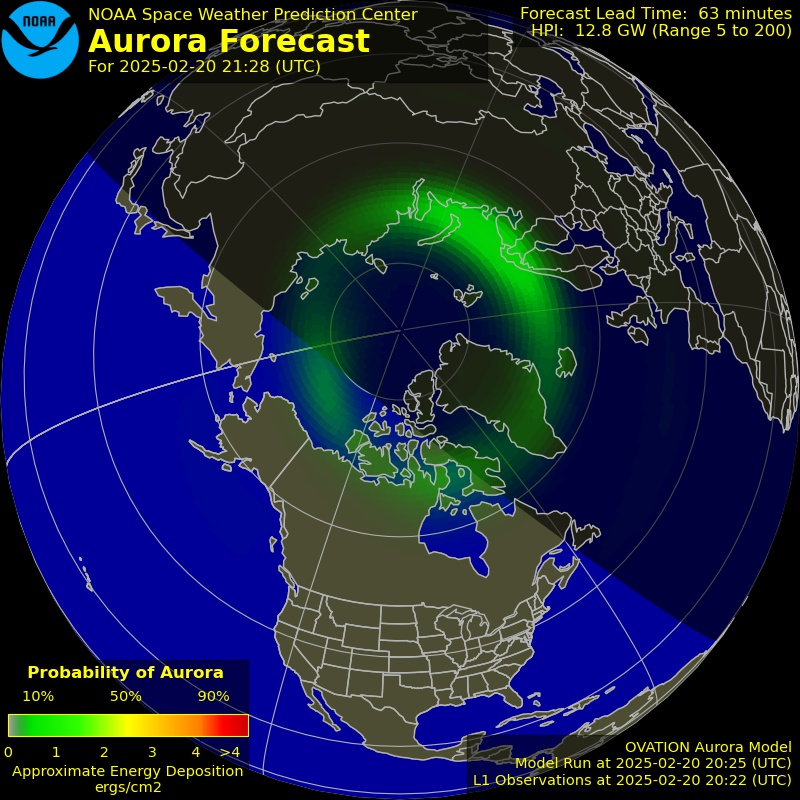 NOAA
NOAA Space Weather Prediction Center
Aurora Forecast
For 2025-02-20 21:28 (UTC)
Forecast Lead Time: 63 minutes
HPI: 12.8 GW (Range 5 to 200)
Probability of Aurora
10% 50% 90%
0 1 2 3 4 >4
Approximate Energy Deposition
ergs/cm2
OVATION Aurora Model
Model Run at 2025-02-20 20:25 (UTC)
L1 Observations at 2025-02-20 20:22 (UTC)